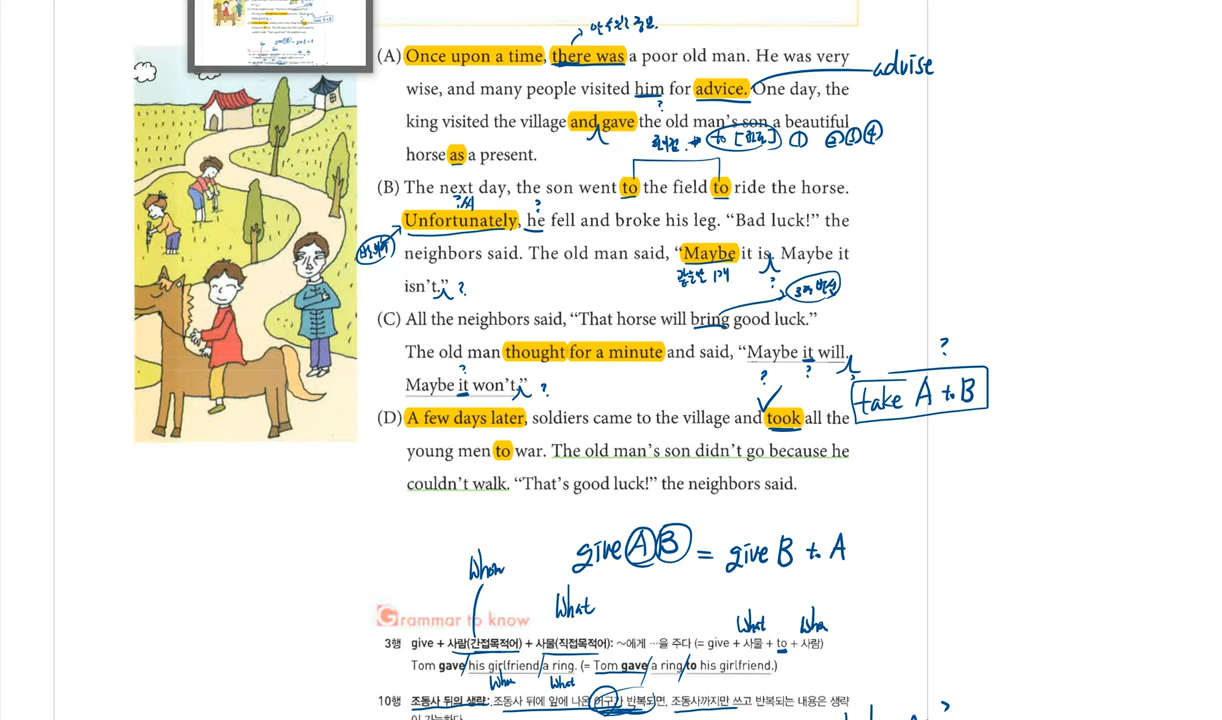 (A) Once upon a time, there was a poor old man. He was very
advise
wise, and many people visited him for advice. One day, the
?
king visited the village and gave the old man's son a beautiful
to
①
horse as a present.
(B) The next day, the son went to the field to ride the horse.
?
Unfortunately, he fell and broke his leg. "Bad luck!" the
neighbors said. The old man said, "Maybe it is. Maybe it
?
isn't." ?
(C) All the neighbors said, "That horse will bring good luck."
The old man thought for a minute and said, "Maybe it will.
?
? ?
Maybe it won't." ?
?
take A to B
(D) A few days later, soldiers came to the village and took all the
young men to war. The old man's son didn't go because he
couldn't walk. "That's good luck!" the neighbors said.
give A B = give B to A
Whom
What
Grammar to know
What
3행 give + 사람(간접목적어) + 사물(직접목적어): ~에게 …을 주다 (= give + 사물 + to + 사람)
Tom gave his girlfriend a ring. (= Tom gave a ring to his girlfriend.)
What
10행 조동사 뒤의 생략: 조동사 뒤에 앞에 나온 어구가 반복되면, 조동사까지만 쓰고 반복되는 내용은 생략
이 가능하다.
?